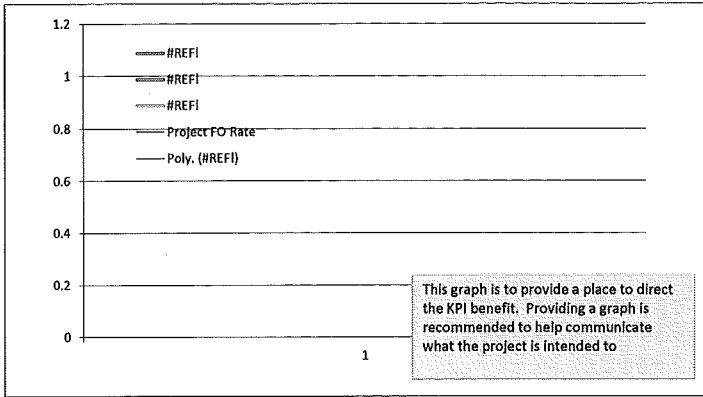 1.2
#REF!
1
#REF!
#REF!
0.8
Project FO Rate
Poly. (#REF!)
0.6
0.4
0.2
This graph is to provide a place to direct
the KPI benefit. Providing a graph is
recommended to help communicate
what the project is intended to
0
1